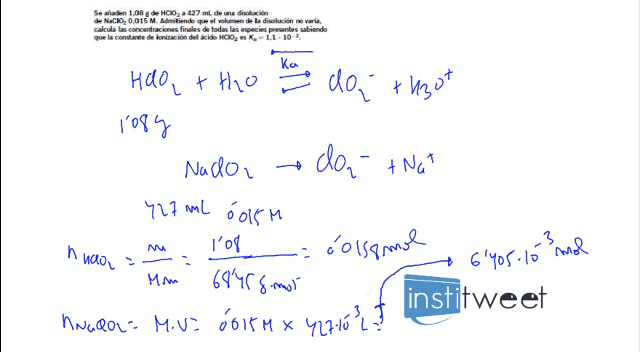 Se añaden 1,08 g de HClO₂ a 427 mL de una disolución
de NaClO₂ 0,015 M. Admitiendo que el volumen de la disolución no varía,
calcula las concentraciones finales de todas las especies presentes sabiendo
que la constante de ionización del ácido HClO₂ es Kₐ = 1,1 · 10⁻².
HClO₂ + H₂O ⇌ ClO₂⁻ + H₃O⁺
Ka
1'08 g
NaClO₂ → ClO₂⁻ + Na⁺
427 mL 0'015 M
n HClO₂ = m/Mm = 1'08/68'45 g·mol⁻¹ = 0'0158 mol
6'405·10⁻³ mol
institweet
n NaClO₂ = M·V = 0'015 M × 427·10⁻³ L =